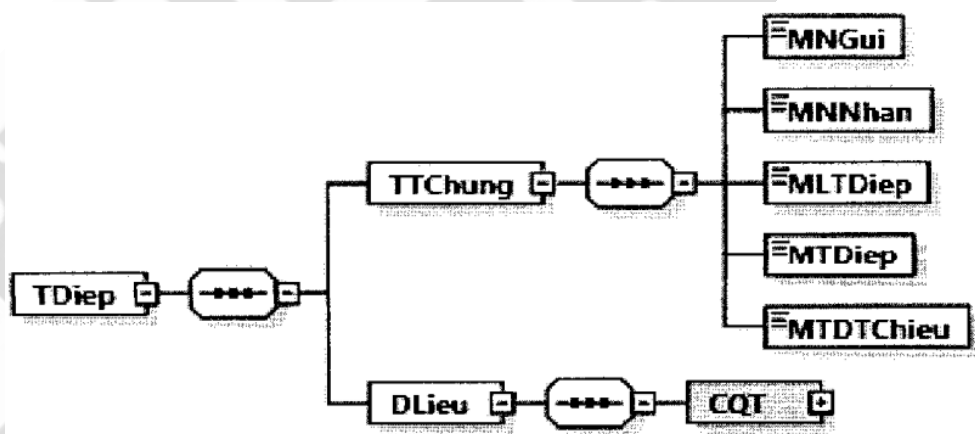 MNGui
MNNhan
TTChung
MLTDiep
MTDiep
TDiep
MTDTChieu
DLieu
CQT